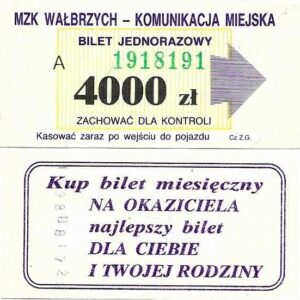 MZK WAŁBRZYCH – KOMUNIKACJA MIEJSKA
BILET JEDNORAZOWY
A 1918191
4000 zł
ZACHOWAĆ DLA KONTROLI
Kasować zaraz po wejściu do pojazdu Cz.Z.G.
Kup bilet miesięczny
NA OKAZICIELA
najlepszy bilet
DLA CIEBIE
I TWOJEJ RODZINY